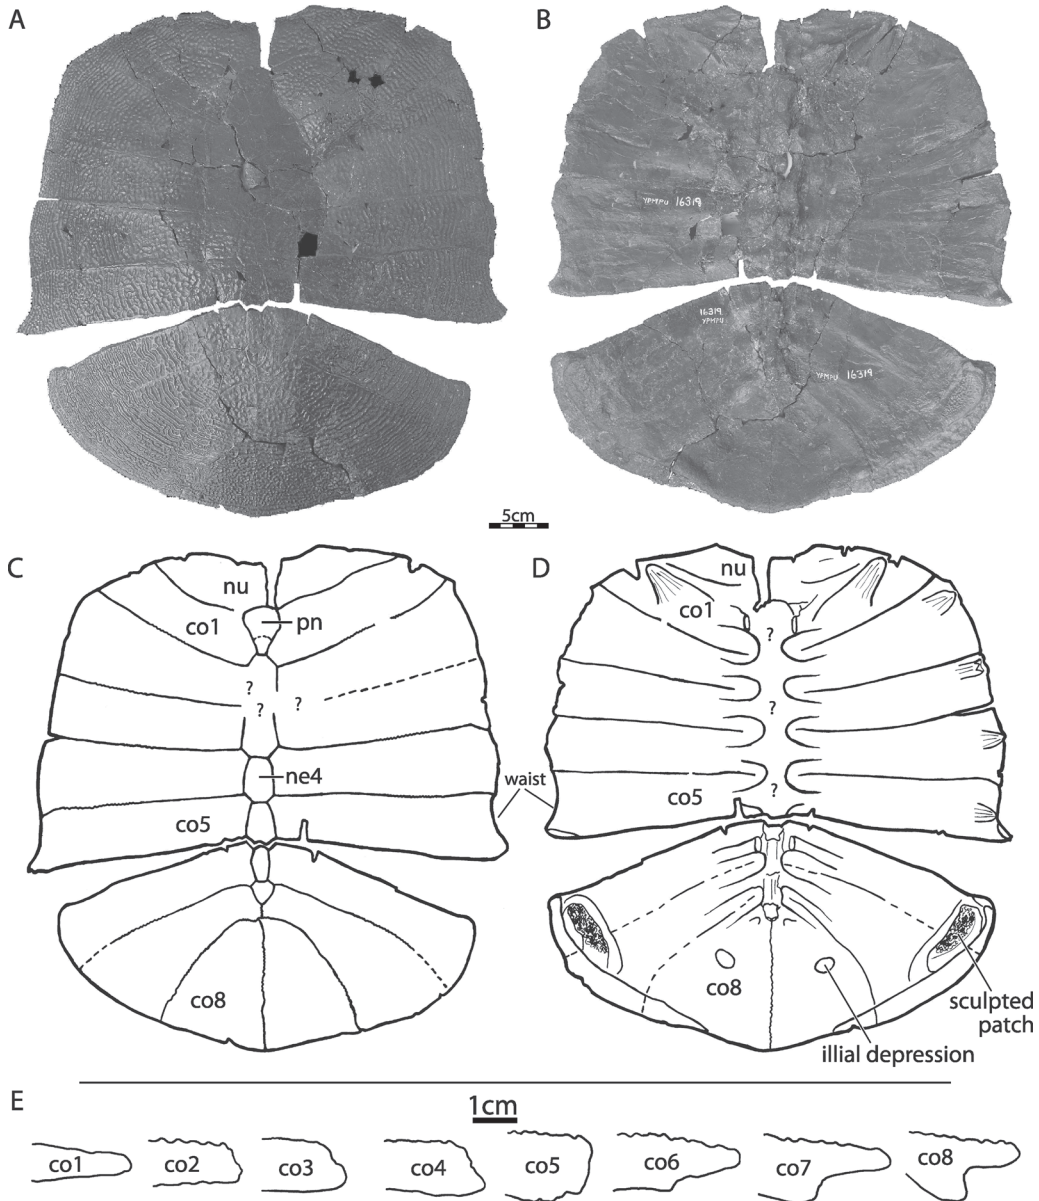 A
B
YPMPU 16319
16319
YPMPU
YPMPU 16319
5cm
C
nu
co1
pn
?
?
?
ne4
co5
co8
waist
D
nu
co1
?
?
?
co5
co8
sculpted
patch
illial depression
E
1cm
co1
co2
co3
co4
co5
co6
co7
co8